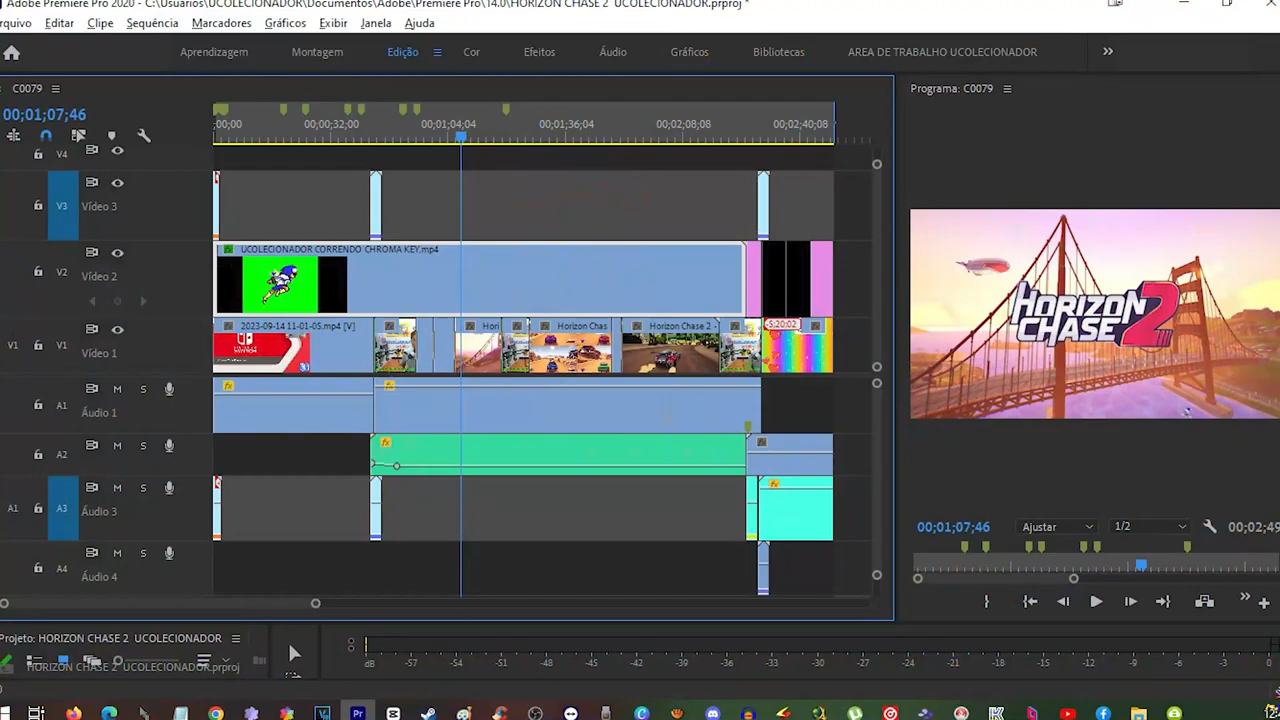 Adobe Premiere Pro 2020 - C:\Usuários\UCOLECIONADOR\Documentos\Adobe\Premiere Pro\14.0\HORIZON CHASE 2 UCOLECIONADOR.prproj *
rquivo Editar Clipe Sequência Marcadores Gráficos Exibir Janela Ajuda
Aprendizagem Montagem Edição Cor Efeitos Áudio Gráficos Bibliotecas AREA DE TRABALHO UCOLECIONADOR
C0079
Programa: C0079
00;01;07;46
:00;00 00;00;32;00 00;01;04;04 00;01;36;04 00;02;08;08 00;02;40;08
V4
V3 Vídeo 3
UCOLECIONADOR CORRENDO CHROMA KEY.mp4
V2 Vídeo 2
HORIZON CHASE 2
2023-09-14 11-01-05.mp4 [V] Hori Horizon Chas Horizon Chase 2 - -5;20;02
V1 V1 Vídeo 1
A1 M S
Áudio 1
A2 M S
A1 A3 M S
Áudio 3
00;01;07;46 Ajustar 1/2 00;02;49
A4 M S
Áudio 4
Projeto: HORIZON CHASE 2 UCOLECIONADOR
HORIZON CHASE 2 UCOLECIONADOR.prproj
dB -57 -54 -51 -48 -45 -42 -39 -36 -33 -30 -27 -24 -21 -18 -15 -12 -9 -6 -3 0